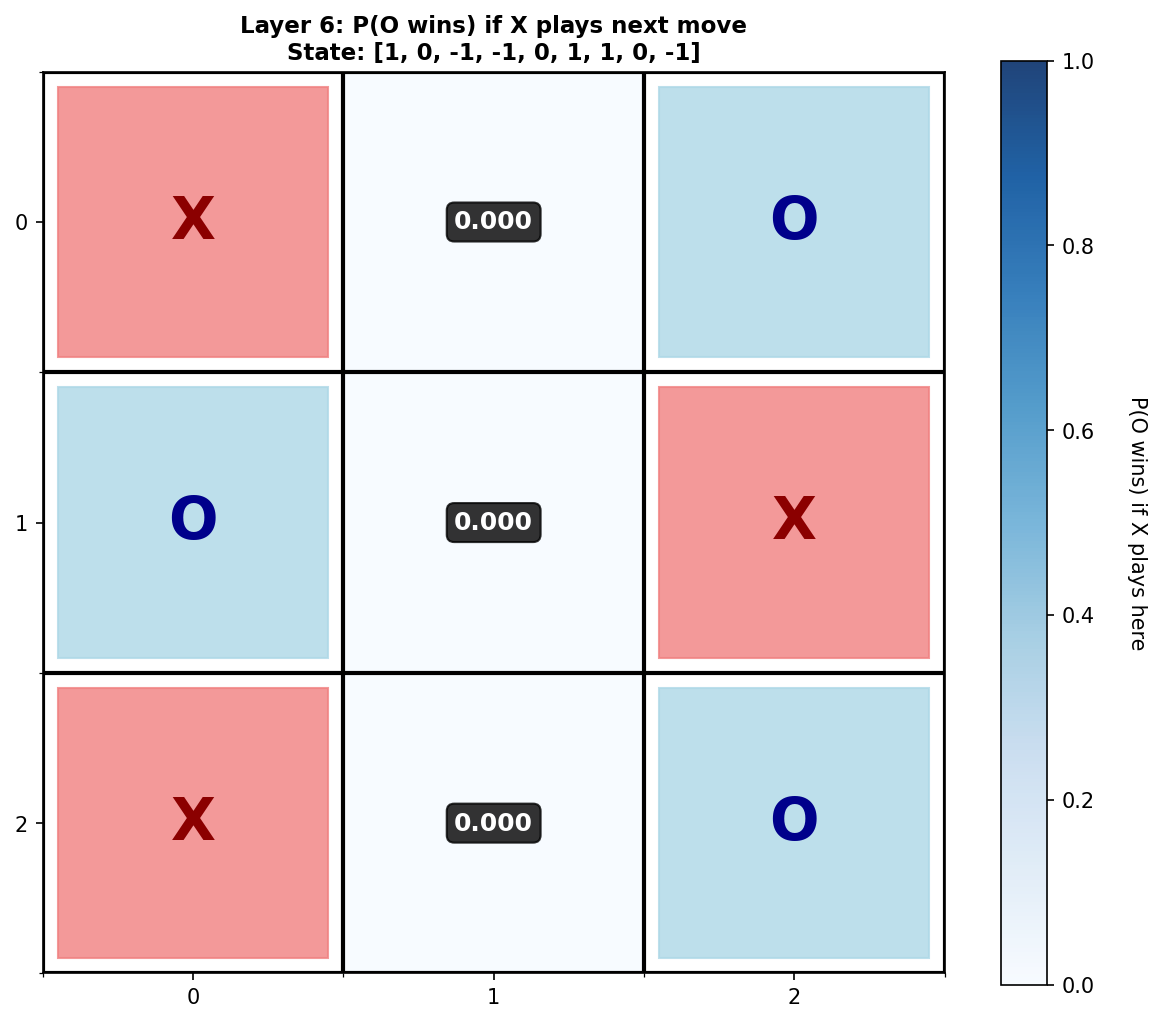 Layer 6: P(O wins) if X plays next move
State: [1, 0, -1, -1, 0, 1, 1, 0, -1]
0
X
0.000
O
1
O
0.000
X
2
X
0.000
O
0
1
2
1.0
0.8
0.6
0.4
0.2
0.0
P(O wins) if X plays here